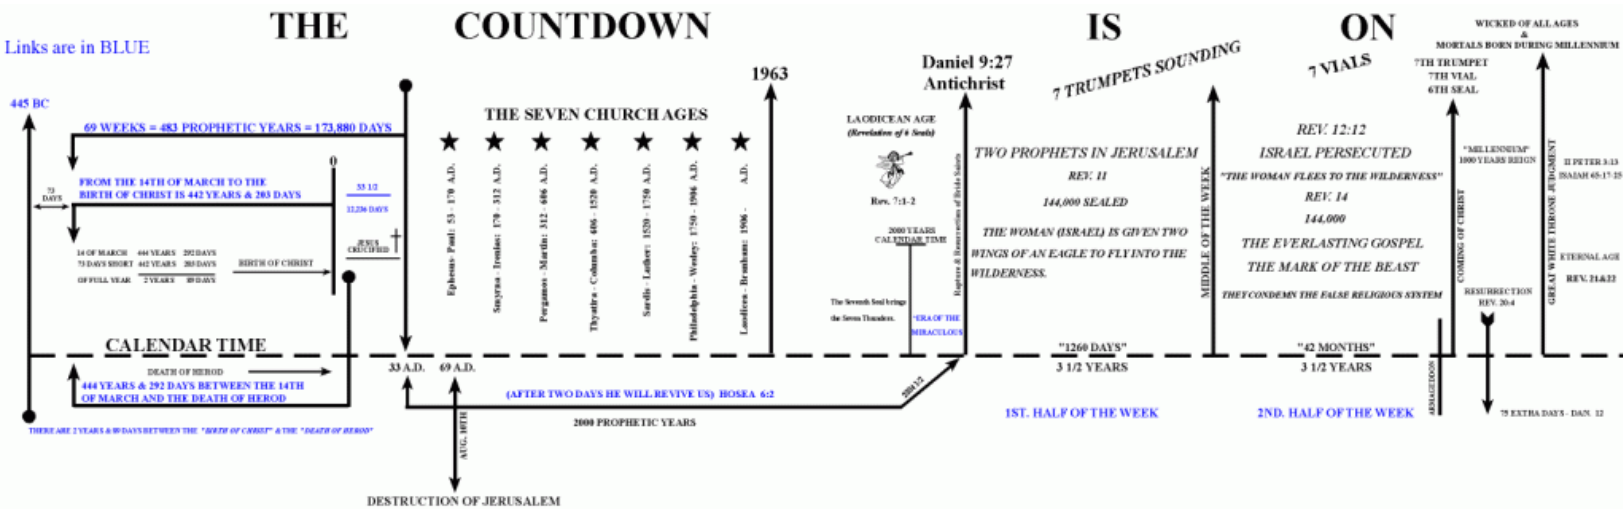 THE COUNTDOWN IS ON
Links are in BLUE
445 BC
69 WEEKS = 483 PROPHETIC YEARS = 173,880 DAYS
73
DAYS
FROM THE 14TH OF MARCH TO THE
BIRTH OF CHRIST IS 442 YEARS & 203 DAYS
0
33 1/2
12,236 DAYS
JESUS
CRUCIFIED
14 OF MARCH 444 YEARS 292 DAYS
73 DAYS SHORT 442 YEARS 203 DAYS
OF FULL YEAR 2 YEARS 89 DAYS
BIRTH OF CHRIST
CALENDAR TIME
DEATH OF HEROD
444 YEARS & 292 DAYS BETWEEN THE 14TH
OF MARCH AND THE DEATH OF HEROD
THERE ARE 2 YEARS & 89 DAYS BETWEEN THE "BIRTH OF CHRIST" & THE "DEATH OF HEROD"
THE SEVEN CHURCH AGES
Ephesus- Paul: 53 - 170 A.D.
Smyrna - Irenius: 170 - 312 A.D.
Pergamos - Martin: 312 - 606 A.D.
Thyatira - Columba: 606 - 1520 A.D.
Sardis - Luther: 1520 - 1750 A.D.
Philadelphia - Wesley: 1750 - 1906 A.D.
Laodicea - Branham: 1906 - A.D.
1963
33 A.D.
69 A.D.
AUG. 10TH
DESTRUCTION OF JERUSALEM
(AFTER TWO DAYS HE WILL REVIVE US) HOSEA 6:2
2000 PROPHETIC YEARS
LAODICEAN AGE
(Revelation of 6 Seals)
Rev. 7:1-2
2000 YEARS
CALENDAR TIME
The Seventh Seal brings
the Seven Thunders.
"ERA OF THE
MIRACULOUS
Daniel 9:27
Antichrist
Rapture & Resurrection of Bride Saints
7 TRUMPETS SOUNDING
TWO PROPHETS IN JERUSALEM
REV. 11
144,000 SEALED
THE WOMAN (ISRAEL) IS GIVEN TWO
WINGS OF AN EAGLE TO FLY INTO THE
WILDERNESS.
"1260 DAYS"
3 1/2 YEARS
1ST. HALF OF THE WEEK
MIDDLE OF THE WEEK
7 VIALS
REV. 12:12
ISRAEL PERSECUTED
"THE WOMAN FLEES TO THE WILDERNESS"
REV. 14
144,000
THE EVERLASTING GOSPEL
THE MARK OF THE BEAST
THEY CONDEMN THE FALSE RELIGIOUS SYSTEM
"42 MONTHS"
3 1/2 YEARS
2ND. HALF OF THE WEEK
ARMAGEDDON
7TH TRUMPET
7TH VIAL
6TH SEAL
COMING OF CHRIST
"MILLENNIUM"
1000 YEARS REIGN
RESURRECTION
REV. 20:4
75 EXTRA DAYS - DAN. 12
WICKED OF ALL AGES
&
MORTALS BORN DURING MILLENNIUM
GREAT WHITE THRONE JUDGMENT
II PETER 3:13
ISAIAH 65:17-25
ETERNAL AGE
REV. 21&22